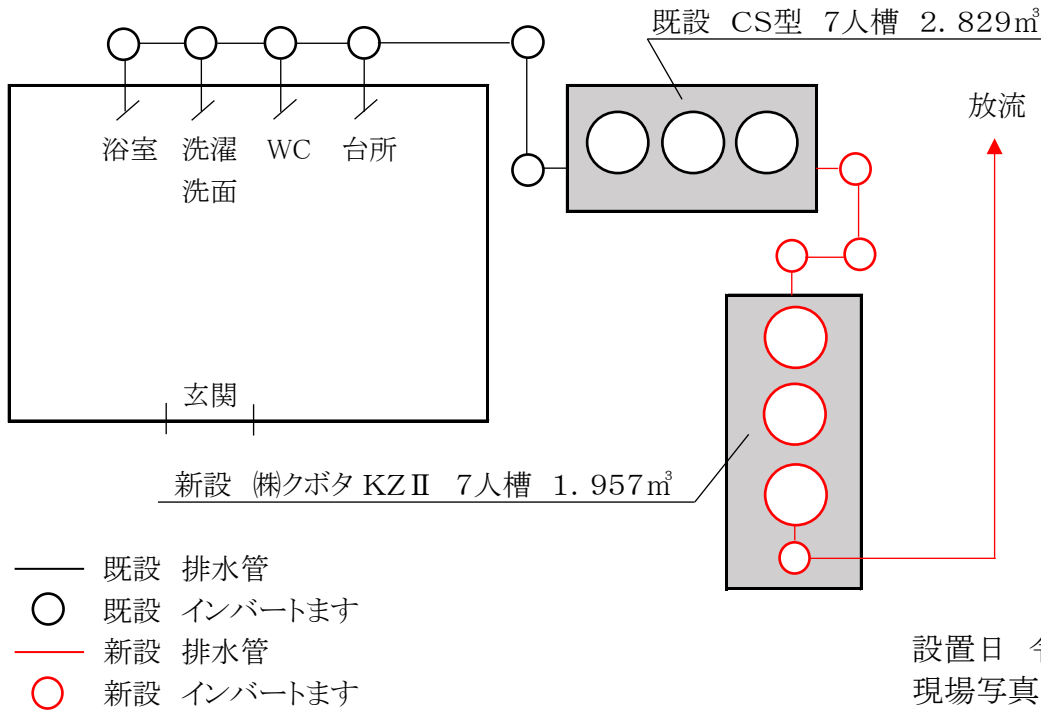 既設 CS型 7人槽 2.829㎥
放流
浴室 洗濯 WC 台所
洗面
玄関
新設 ㈱クボタ KZⅡ 7人槽 1.957㎥
既設 排水管
既設 インバートます
新設 排水管
新設 インバートます
設置日
現場写真